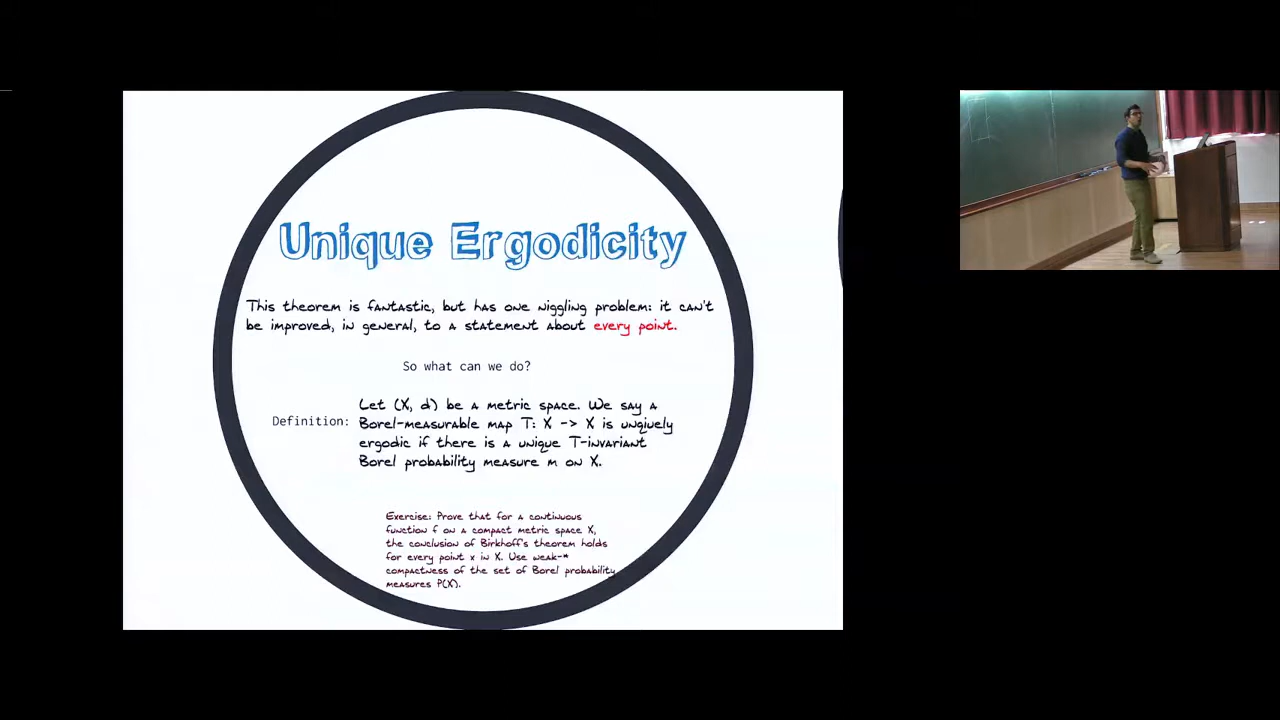 Unique Ergodicity
This theorem is fantastic, but has one niggling problem: it can't
be improved, in general, to a statement about every point.
So what can we do?
Definition:
Let (X, d) be a metric space. We say a
Borel-measurable map T: X -> X is unqiuely
ergodic if there is a unique T-invariant
Borel probability measure m on X.
Exercise: Prove that for a continuous
function f on a compact metric space X,
the conclusion of Birkhoff's theorem holds
for every point x in X. Use weak-*
compactness of the set of Borel probability
measures P(X).